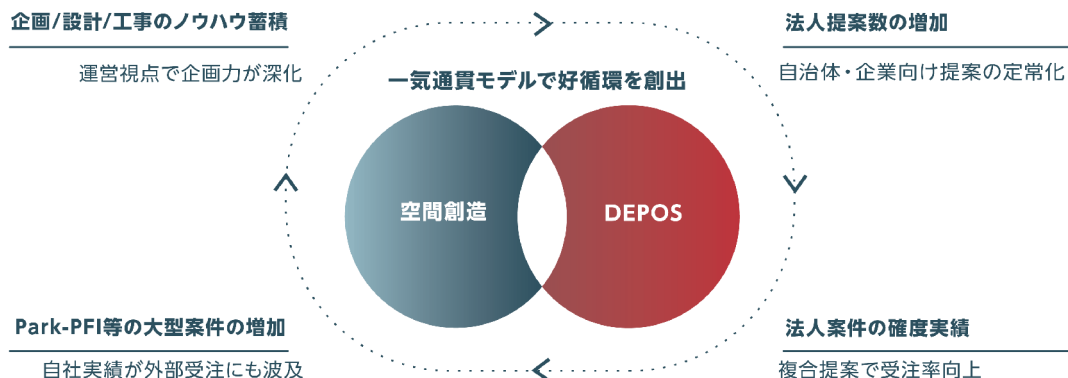 企画/設計/工事のノウハウ蓄積
運営視点で企画力が深化
法人提案数の増加
自治体・企業向け提案の定常化
一気通貫モデルで好循環を創出
空間創造
DEPOS
Park-PFI等の大型案件の増加
自社実績が外部受注にも波及
法人案件の確度実績
複合提案で受注率向上